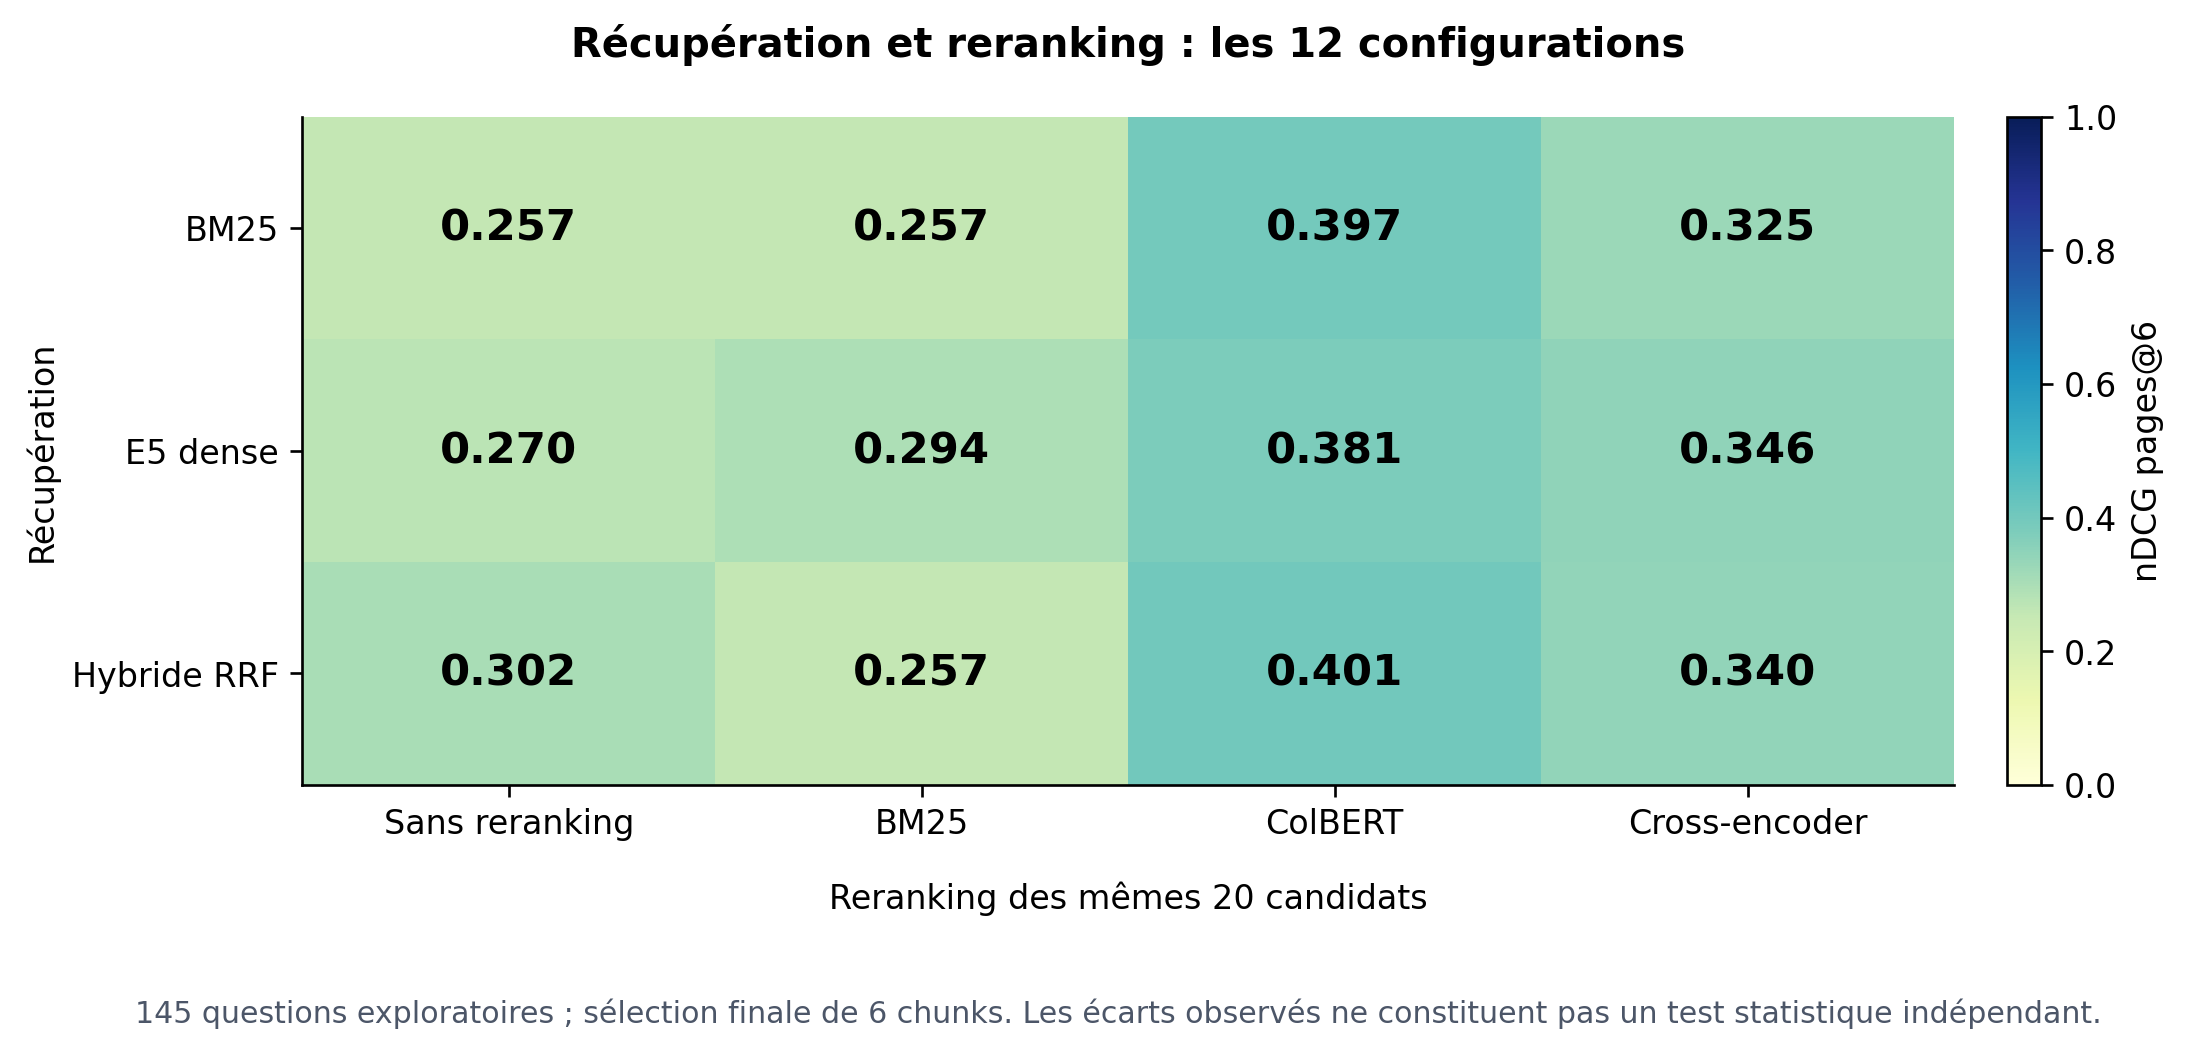 Récupération et reranking : les 12 configurations
Récupération
BM25
0.257
0.257
0.397
0.325
E5 dense
0.270
0.294
0.381
0.346
Hybride RRF
0.302
0.257
0.401
0.340
Sans reranking
BM25
ColBERT
Cross-encoder
Reranking des mêmes 20 candidats
1.0
0.8
0.6
0.4
0.2
0.0
nDCG pages@6
145 questions exploratoires ; sélection finale de 6 chunks. Les écarts observés ne constituent pas un test statistique indépendant.